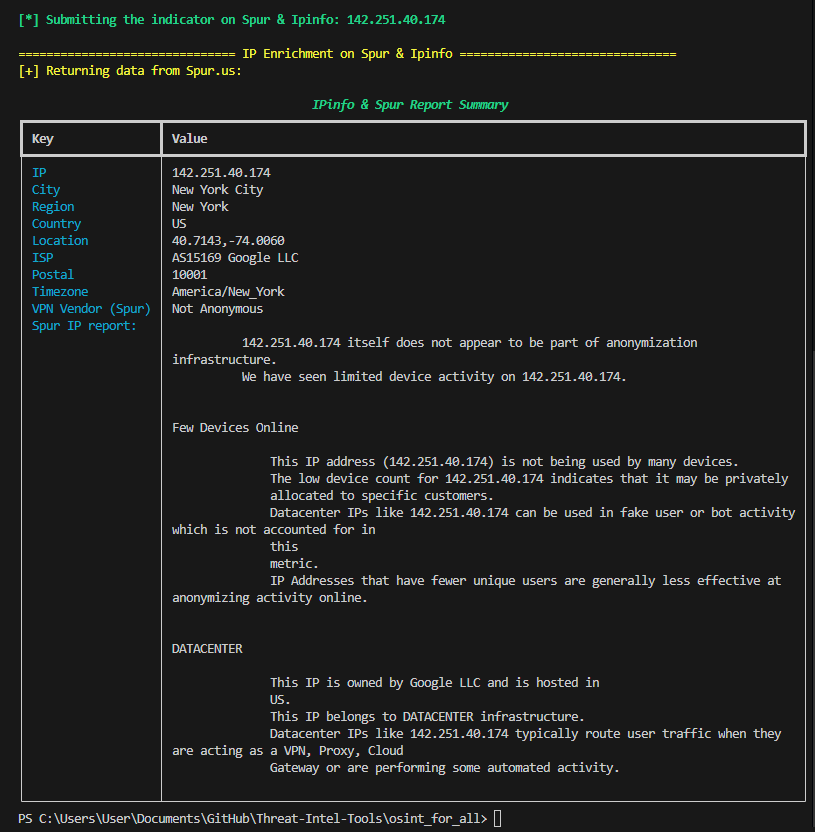 [*] Submitting the indicator on Spur & Ipinfo: 142.251.40.174
=============================== IP Enrichment on Spur & Ipinfo ===============================
[+] Returning data from Spur.us:
IPinfo & Spur Report Summary
Key Value
IP 142.251.40.174
City New York City
Region New York
Country US
Location 40.7143,-74.0060
ISP AS15169 Google LLC
Postal 10001
Timezone America/New_York
VPN Vendor (Spur) Not Anonymous
Spur IP report:
142.251.40.174 itself does not appear to be part of anonymization
infrastructure.
We have seen limited device activity on 142.251.40.174.
Few Devices Online
This IP address (142.251.40.174) is not being used by many devices.
The low device count for 142.251.40.174 indicates that it may be privately
allocated to specific customers.
Datacenter IPs like 142.251.40.174 can be used in fake user or bot activity
which is not accounted for in
this
metric.
IP Addresses that have fewer unique users are generally less effective at
anonymizing activity online.
DATACENTER
This IP is owned by Google LLC and is hosted in
US.
This IP belongs to DATACENTER infrastructure.
Datacenter IPs like 142.251.40.174 typically route user traffic when they
are acting as a VPN, Proxy, Cloud
Gateway or are performing some automated activity.
PS C:\Users\User\Documents\GitHub\Threat-Intel-Tools\osint_for_all>